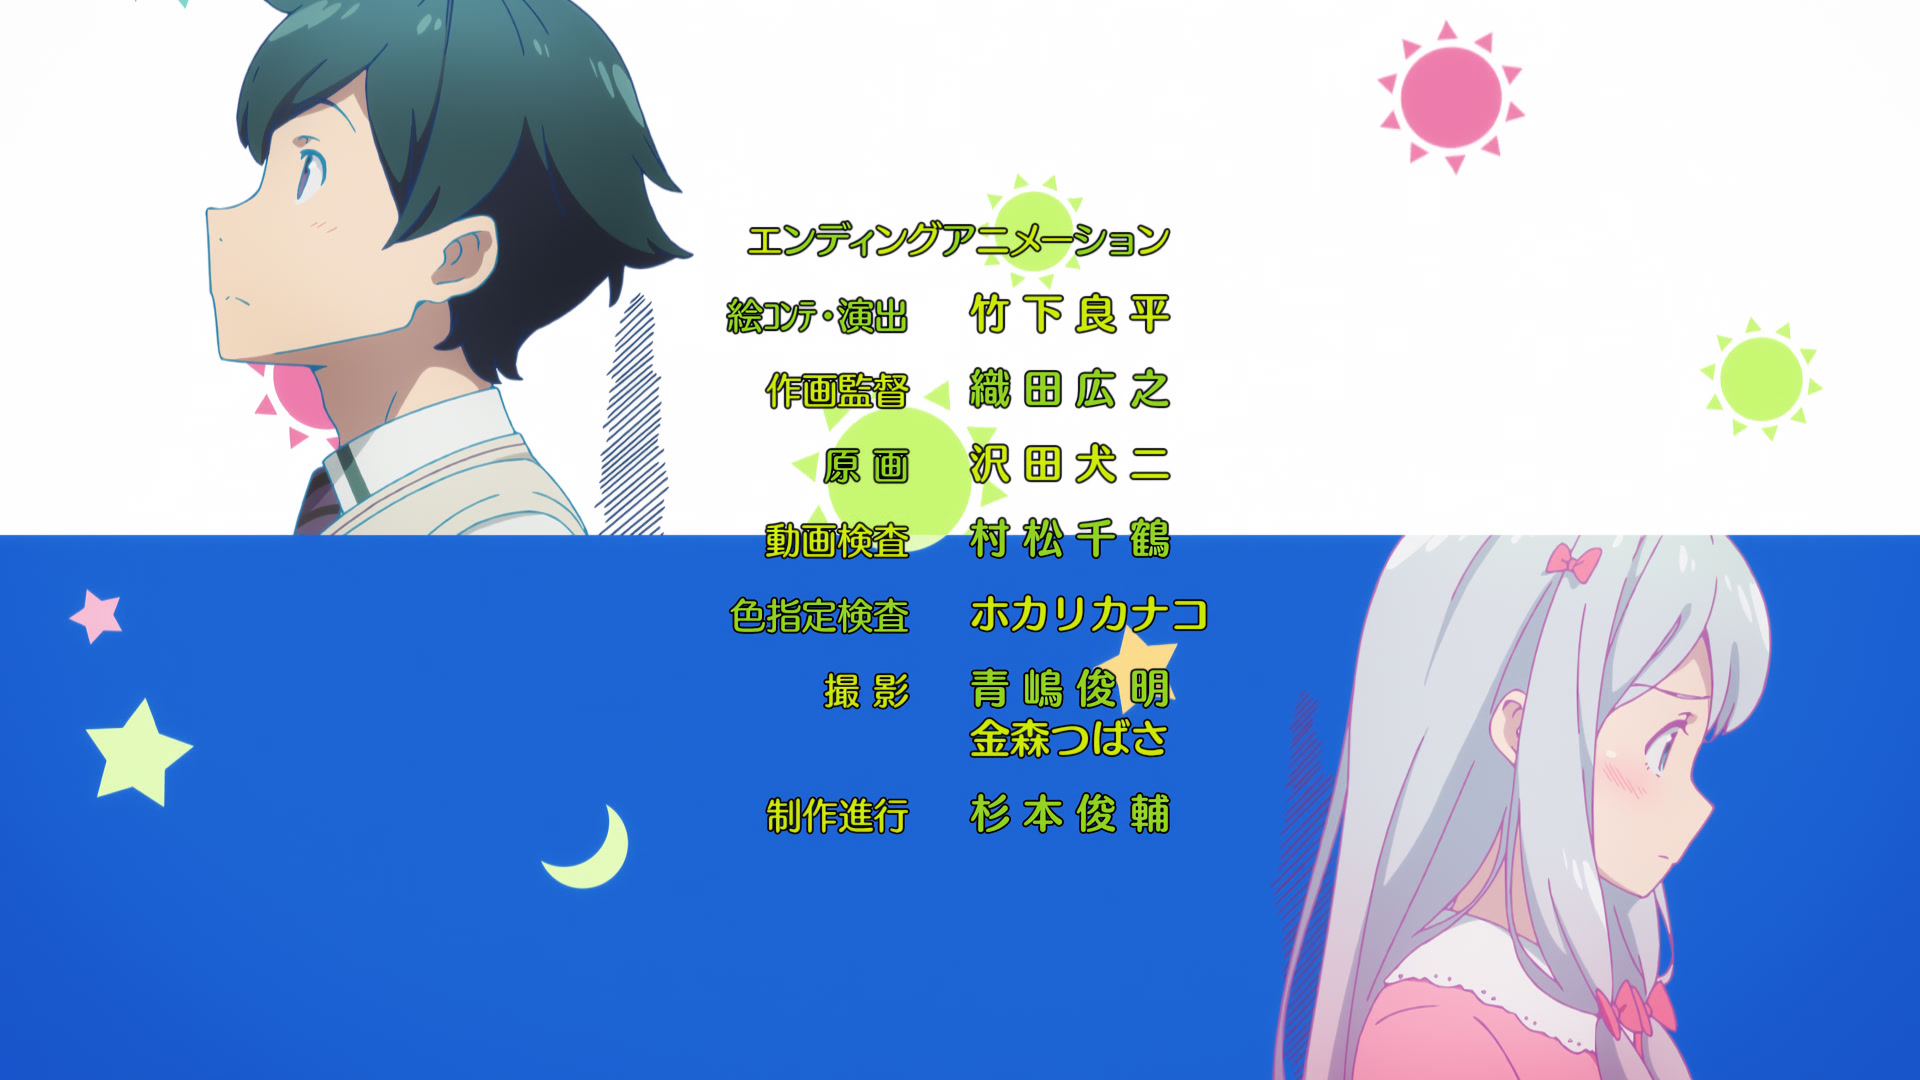 エンディングアニメーション
絵コンテ・演出 竹下良平
作画監督 織田広之
原画 沢田犬二
動画検査 村松千鶴
色指定検査 ホカリカナコ
撮影 青嶋俊明
金森つばさ
制作進行 杉本俊輔